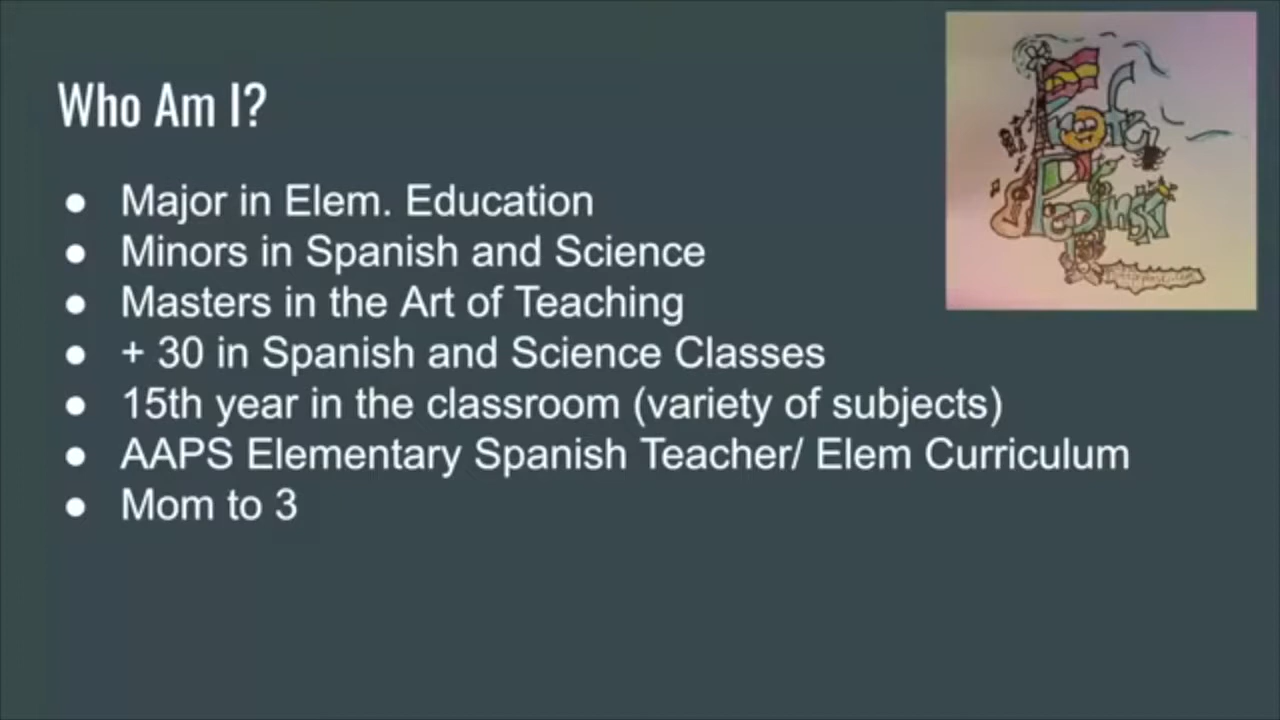 Who Am I?
● Major in Elem. Education
● Minors in Spanish and Science
● Masters in the Art of Teaching
● + 30 in Spanish and Science Classes
● 15th year in the classroom (variety of subjects)
● AAPS Elementary Spanish Teacher/ Elem Curriculum
● Mom to 3